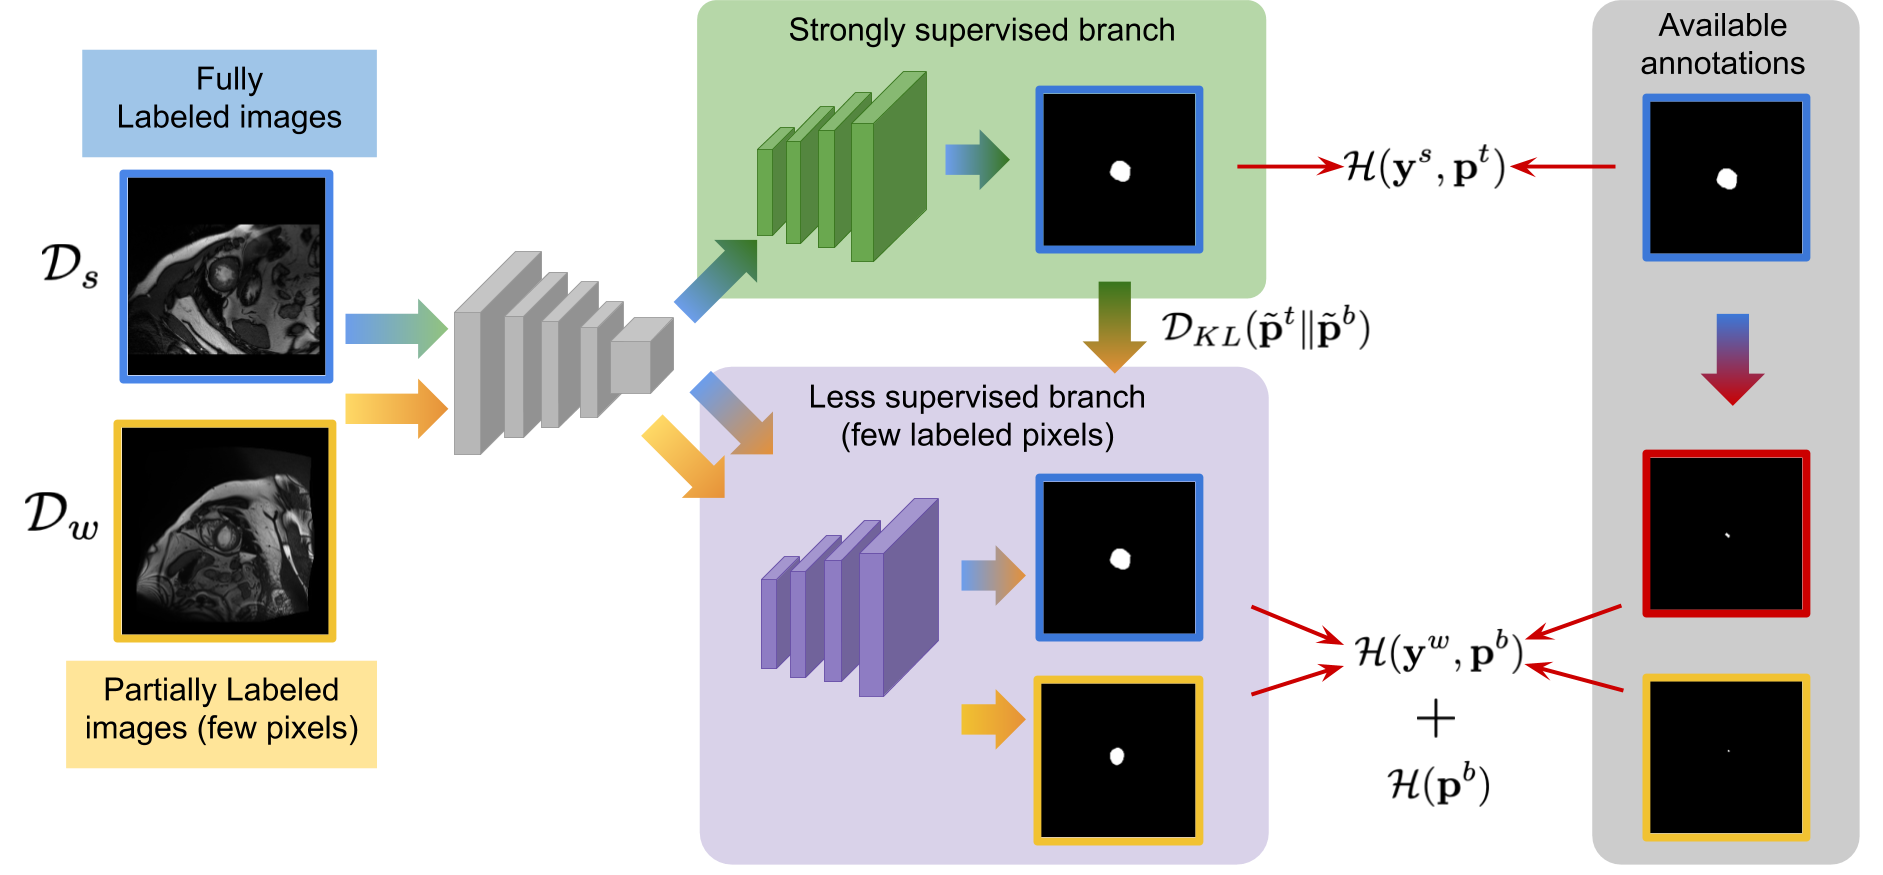 Strongly supervised branch
Available
annotations
Fully
Labeled images
$\mathcal{H}(\mathbf{y}^s, \mathbf{p}^t)$
$\mathcal{D}_s$
$\mathcal{D}_{KL}(\tilde{\mathbf{p}}^t \| \tilde{\mathbf{p}}^b)$
Less supervised branch
(few labeled pixels)
$\mathcal{D}_w$
$\mathcal{H}(\mathbf{y}^w, \mathbf{p}^b)$
+
$\mathcal{H}(\mathbf{p}^b)$
Partially Labeled
images (few pixels)